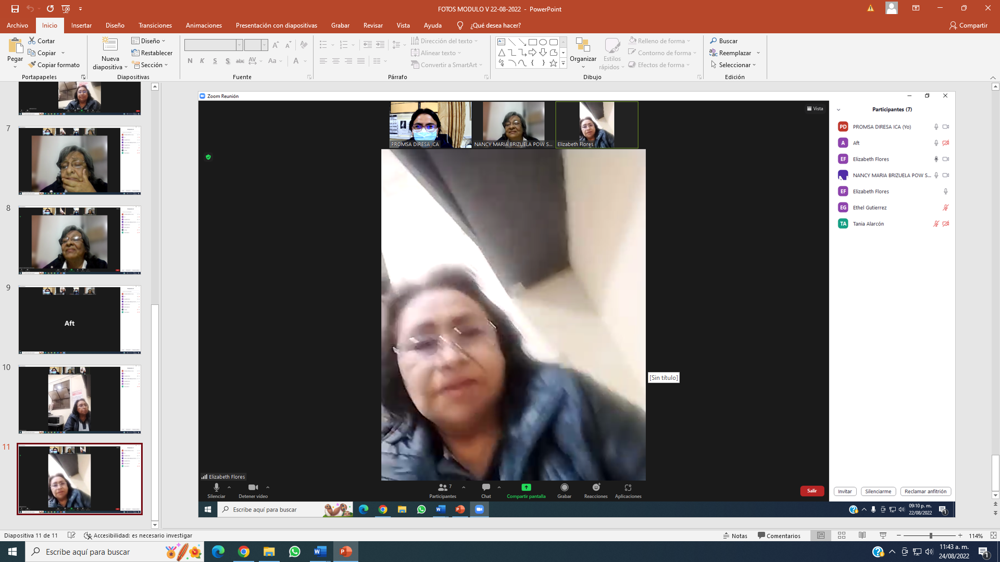 FOTOS MODULO V 22-08-2022 - PowerPoint
Archivo Inicio Insertar Diseño Transiciones Animaciones Presentación con diapositivas Grabar Revisar Vista Ayuda ¿Qué desea hacer? Compartir
Pegar
Cortar
Copiar
Copiar formato
Portapapeles
Nueva
diapositiva
Diseño
Restablecer
Sección
Diapositivas
N K S S abc AV Aa A
Fuente
Párrafo
Dirección del texto
Alinear texto
Convertir a SmartArt
Organizar
Estilos
rápidos
Relleno de forma
Contorno de forma
Efectos de forma
Dibujo
Buscar
Reemplazar
Seleccionar
Edición
7
8
9
Aft
10
11
Zoom Reunión
PROMSA DIRESA ICA
NANCY MARIA BRIZUELA POW S...
Elizabeth Flores
Vista
[Sin título]
Elizabeth Flores
Participantes (7)
PD PROMSA DIRESA ICA (Yo)
A Aft
EF Elizabeth Flores
NANCY MARIA BRIZUELA POW S...
EF Elizabeth Flores
EG Ethel Gutierrez
TA Tania Alarcón
Silenciar
Detener video
7
Participantes
Chat
Compartir pantalla
Grabar
Reacciones
Aplicaciones
Salir
Invitar
Silenciarme
Reclamar anfitrión
Escribe aquí para buscar
09:10 p. m.
22/08/2022
1
Diapositiva 11 de 11
Accesibilidad: es necesario investigar
Notas
Comentarios
114%
Escribe aquí para buscar
11:43 a. m.
24/08/2022
1